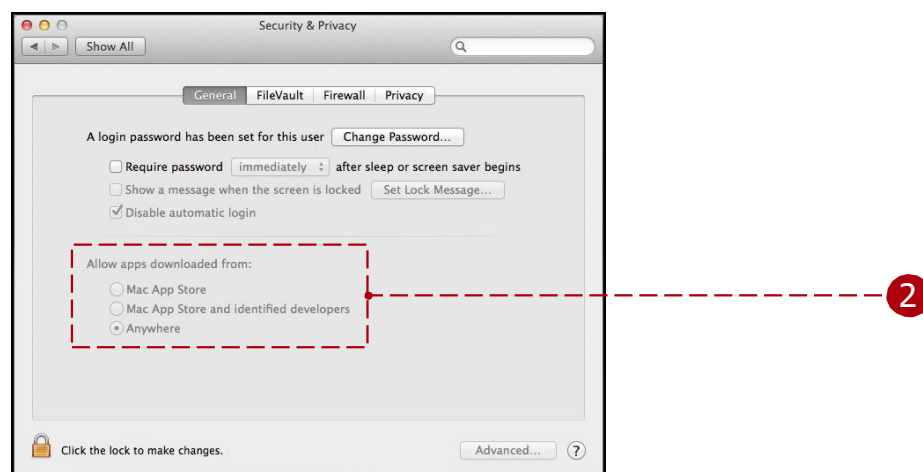 Security & Privacy
Show All
General FileVault Firewall Privacy
A login password has been set for this user Change Password...
Require password immediately after sleep or screen saver begins
Show a message when the screen is locked Set Lock Message...
Disable automatic login
Allow apps downloaded from:
Mac App Store
Mac App Store and identified developers
2
Anywhere
Click the lock to make changes. Advanced... ?